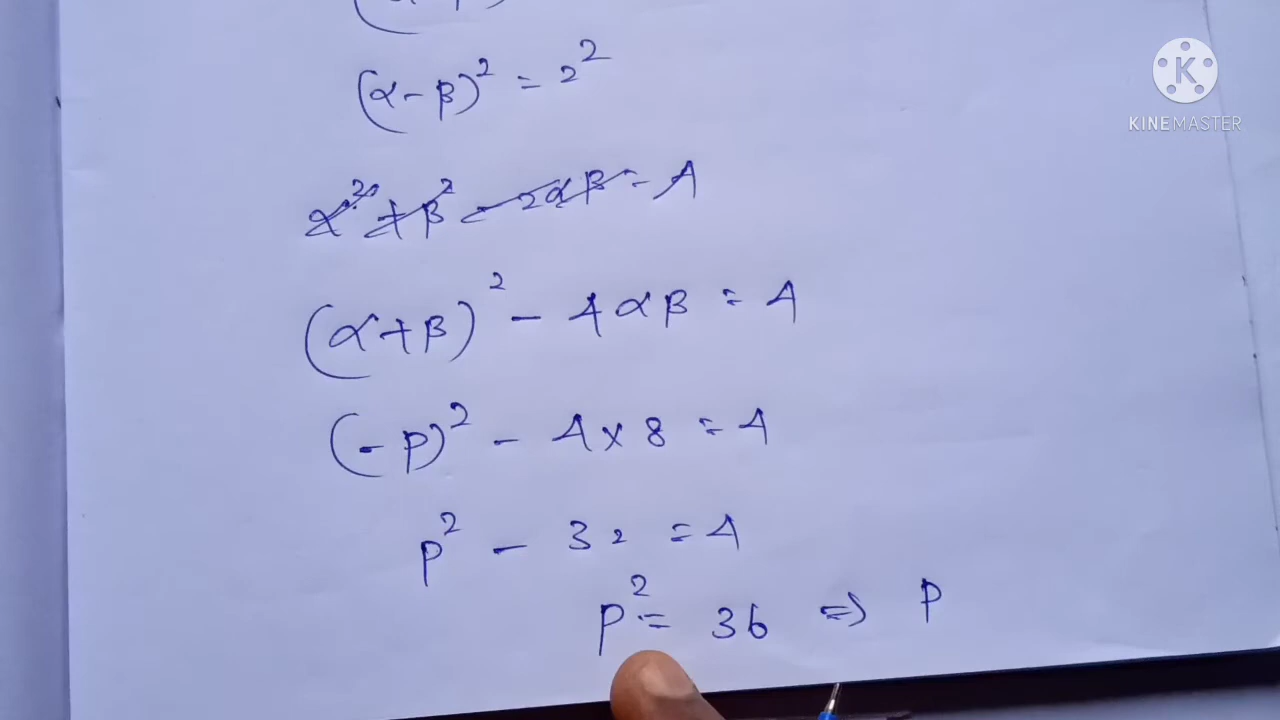 (α-β)² = 2²
α² + β² - 2αβ = 4
(α+β)² - 4αβ = 4
(-p)² - 4×8 = 4
p² - 32 = 4
p² = 36 ⇒ p
K
KINEMASTER